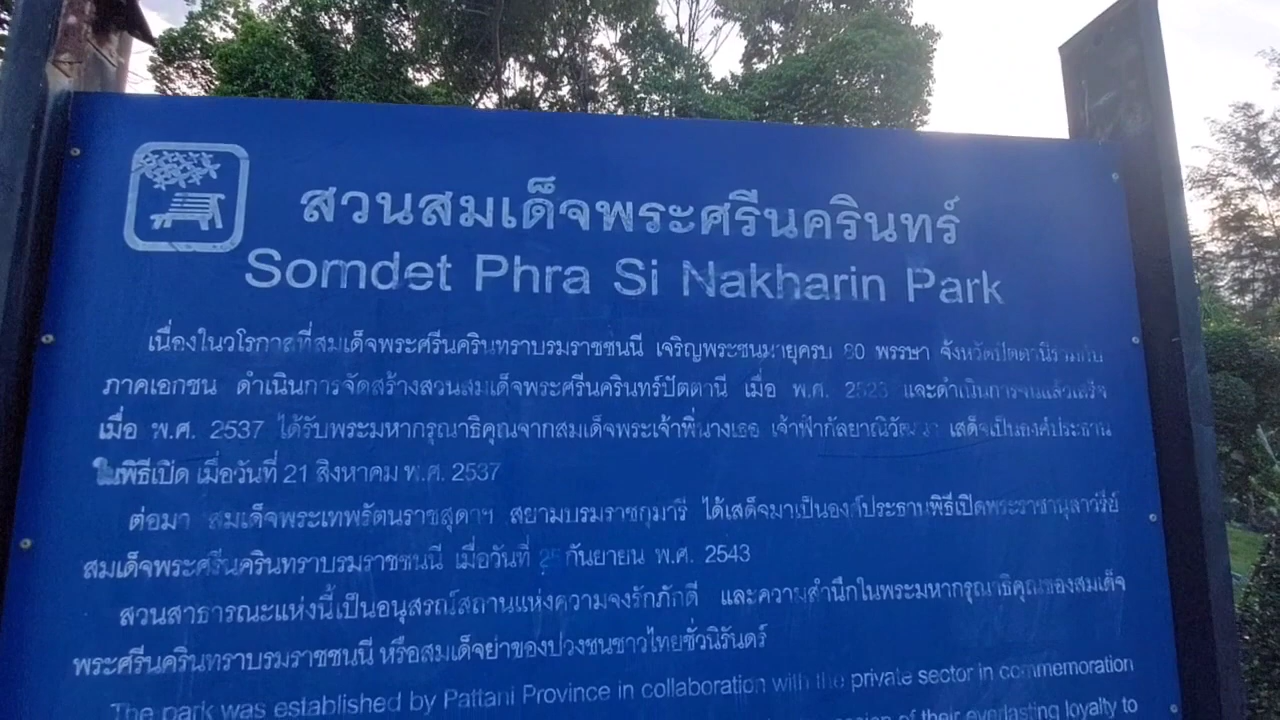 สวนสมเด็จพระศรีนครินทร์
Somdet Phra Si Nakharin Park
เนื่องในวโรกาสที่สมเด็จพระศรีนครินทราบรมราชชนนี เจริญพระชนมายุครบ 80 พรรษา จังหวัดปัตตานีร่วมกับ
ภาคเอกชน ดำเนินการจัดสร้างสวนสมเด็จพระศรีนครินทร์ปัตตานี เมื่อ พ.ศ. 2523 และดำเนินการจนแล้วเสร็จ
เมื่อ พ.ศ. 2537 ได้รับพระมหากรุณาธิคุณจากสมเด็จพระเจ้าพี่นางเธอ เจ้าฟ้ากัลยาณิวัฒนา เสด็จเป็นองค์ประธาน
ในพิธีเปิด เมื่อวันที่ 21 สิงหาคม พ.ศ. 2537
ต่อมา สมเด็จพระเทพรัตนราชสุดาฯ สยามบรมราชกุมารี ได้เสด็จมาเป็นองค์ประธานพิธีเปิดพระราชานุสาวรีย์
สมเด็จพระศรีนครินทราบรมราชชนนี เมื่อวันที่ 25 กันยายน พ.ศ. 2543
สวนสาธารณะแห่งนี้เป็นอนุสรณ์สถานแห่งความจงรักภักดี และความสำนึกในพระมหากรุณาธิคุณของสมเด็จ
พระศรีนครินทราบรมราชชนนี หรือสมเด็จย่าของปวงชนชาวไทยชั่วนิรันดร์
The park was established by Pattani Province in collaboration with the private sector in commemoration
of their everlasting loyalty to